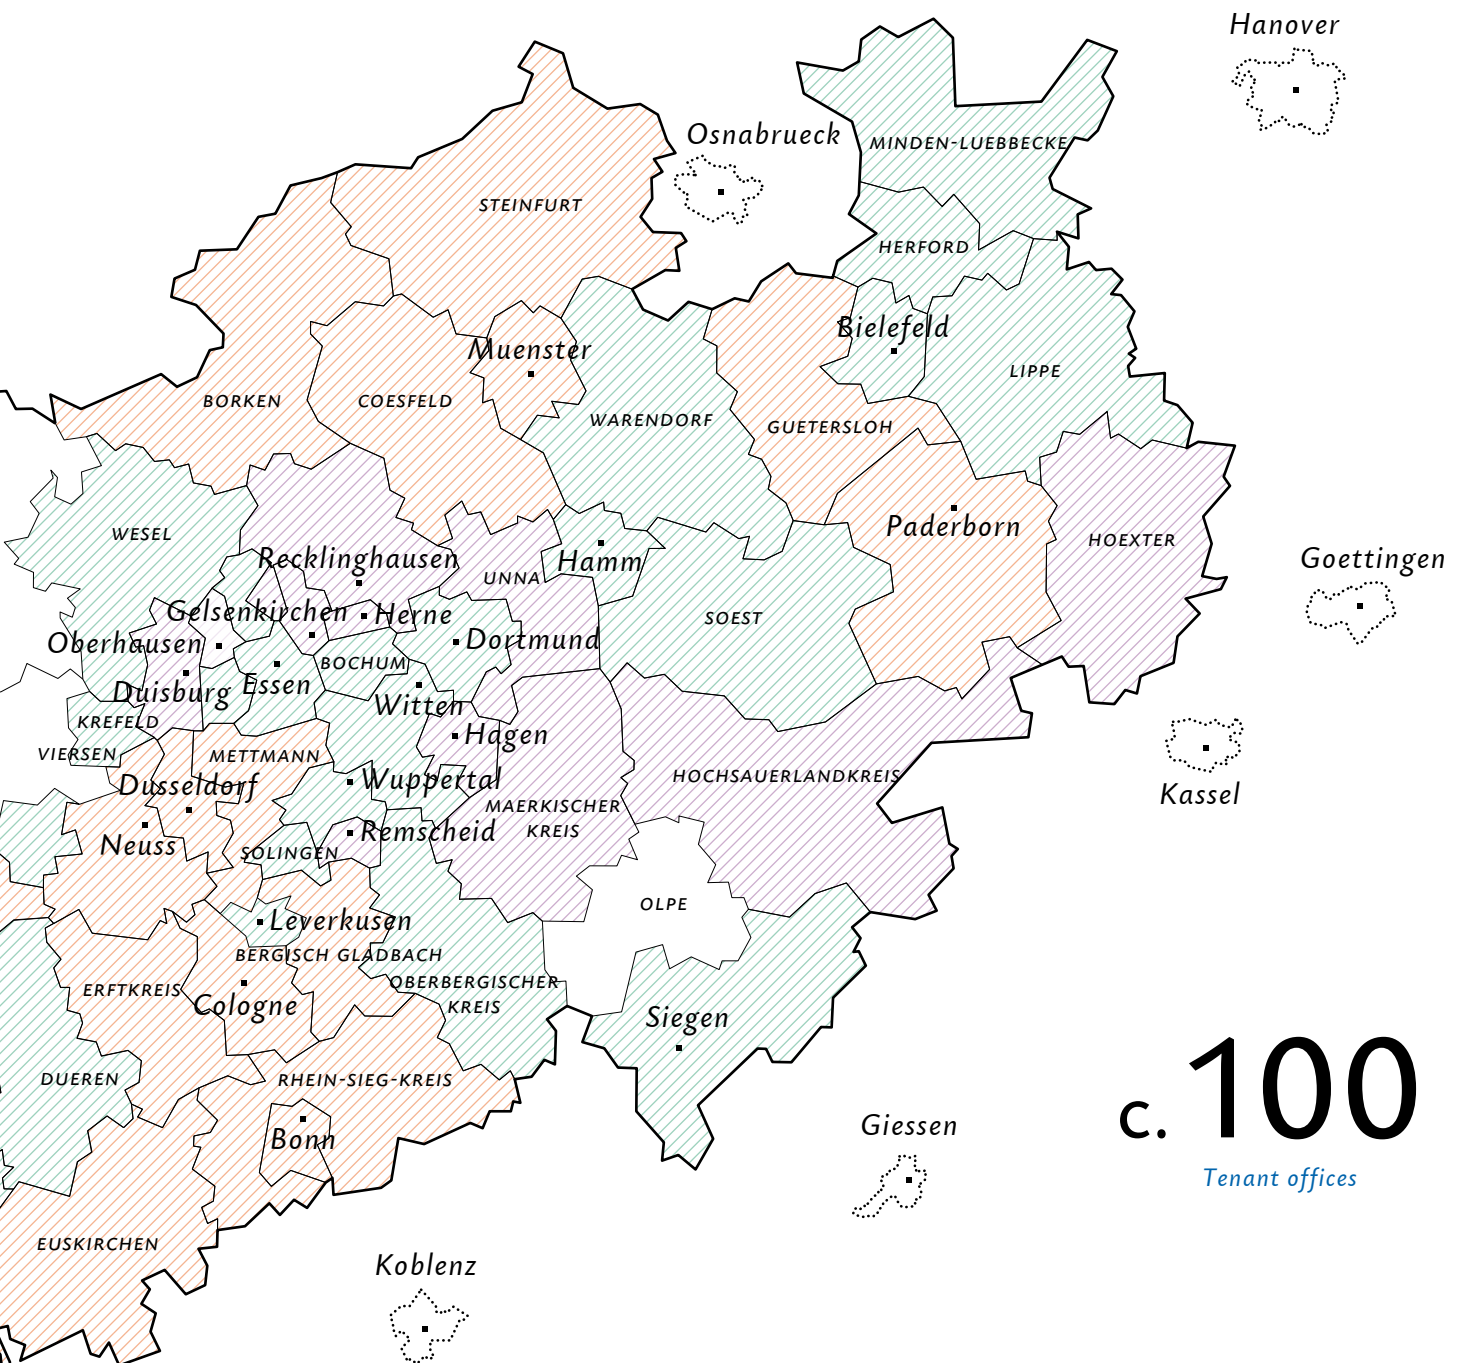 Hanover
Osnabrueck
MINDEN-LUEBBECKE
STEINFURT
HERFORD
Bielefeld
Muenster
LIPPE
BORKEN
COESFELD
WARENDORF
GUETERSLOH
Paderborn
HOEXTER
WESEL
Recklinghausen
Hamm
Goettingen
UNNA
Gelsenkirchen
Herne
SOEST
Oberhausen
Dortmund
BOCHUM
Duisburg
Essen
Witten
KREFELD
Hagen
VIERSEN
METTMANN
Dusseldorf
Wuppertal
HOCHSAUERLANDKREIS
Kassel
MAERKISCHER
KREIS
Neuss
Remscheid
SOLINGEN
OLPE
Leverkusen
BERGISCH GLADBACH
ERFTKREIS
OBERBERGISCHER
KREIS
Cologne
Siegen
DUEREN
RHEIN-SIEG-KREIS
c. 100
Tenant offices
Giessen
Bonn
EUSKIRCHEN
Koblenz